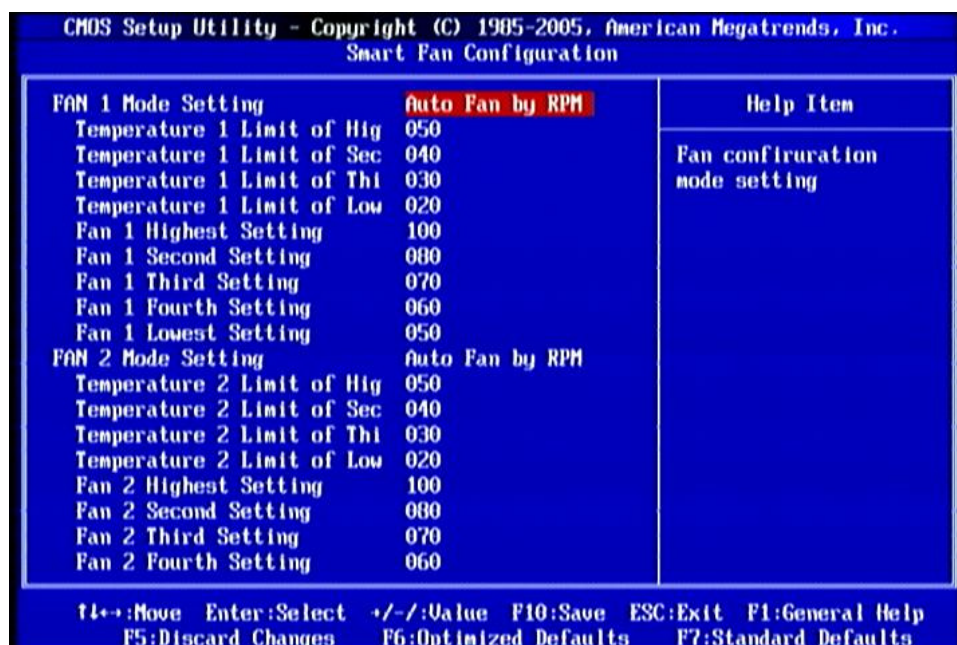 CMOS Setup Utility - Copyright (C) 1985-2005, American Megatrends, Inc.
Smart Fan Configuration
FAN 1 Mode Setting Auto Fan by RPM
Temperature 1 Limit of Hig 050
Temperature 1 Limit of Sec 040
Temperature 1 Limit of Thi 030
Temperature 1 Limit of Low 020
Fan 1 Highest Setting 100
Fan 1 Second Setting 080
Fan 1 Third Setting 070
Fan 1 Fourth Setting 060
Fan 1 Lowest Setting 050
FAN 2 Mode Setting Auto Fan by RPM
Temperature 2 Limit of Hig 050
Temperature 2 Limit of Sec 040
Temperature 2 Limit of Thi 030
Temperature 2 Limit of Low 020
Fan 2 Highest Setting 100
Fan 2 Second Setting 080
Fan 2 Third Setting 070
Fan 2 Fourth Setting 060
Help Item
Fan confiruration
mode setting
↑↓←→:Move Enter:Select +/-/:Value F10:Save ESC:Exit F1:General Help
F5:Discard Changes F6:Optimized Defaults F7:Standard Defaults